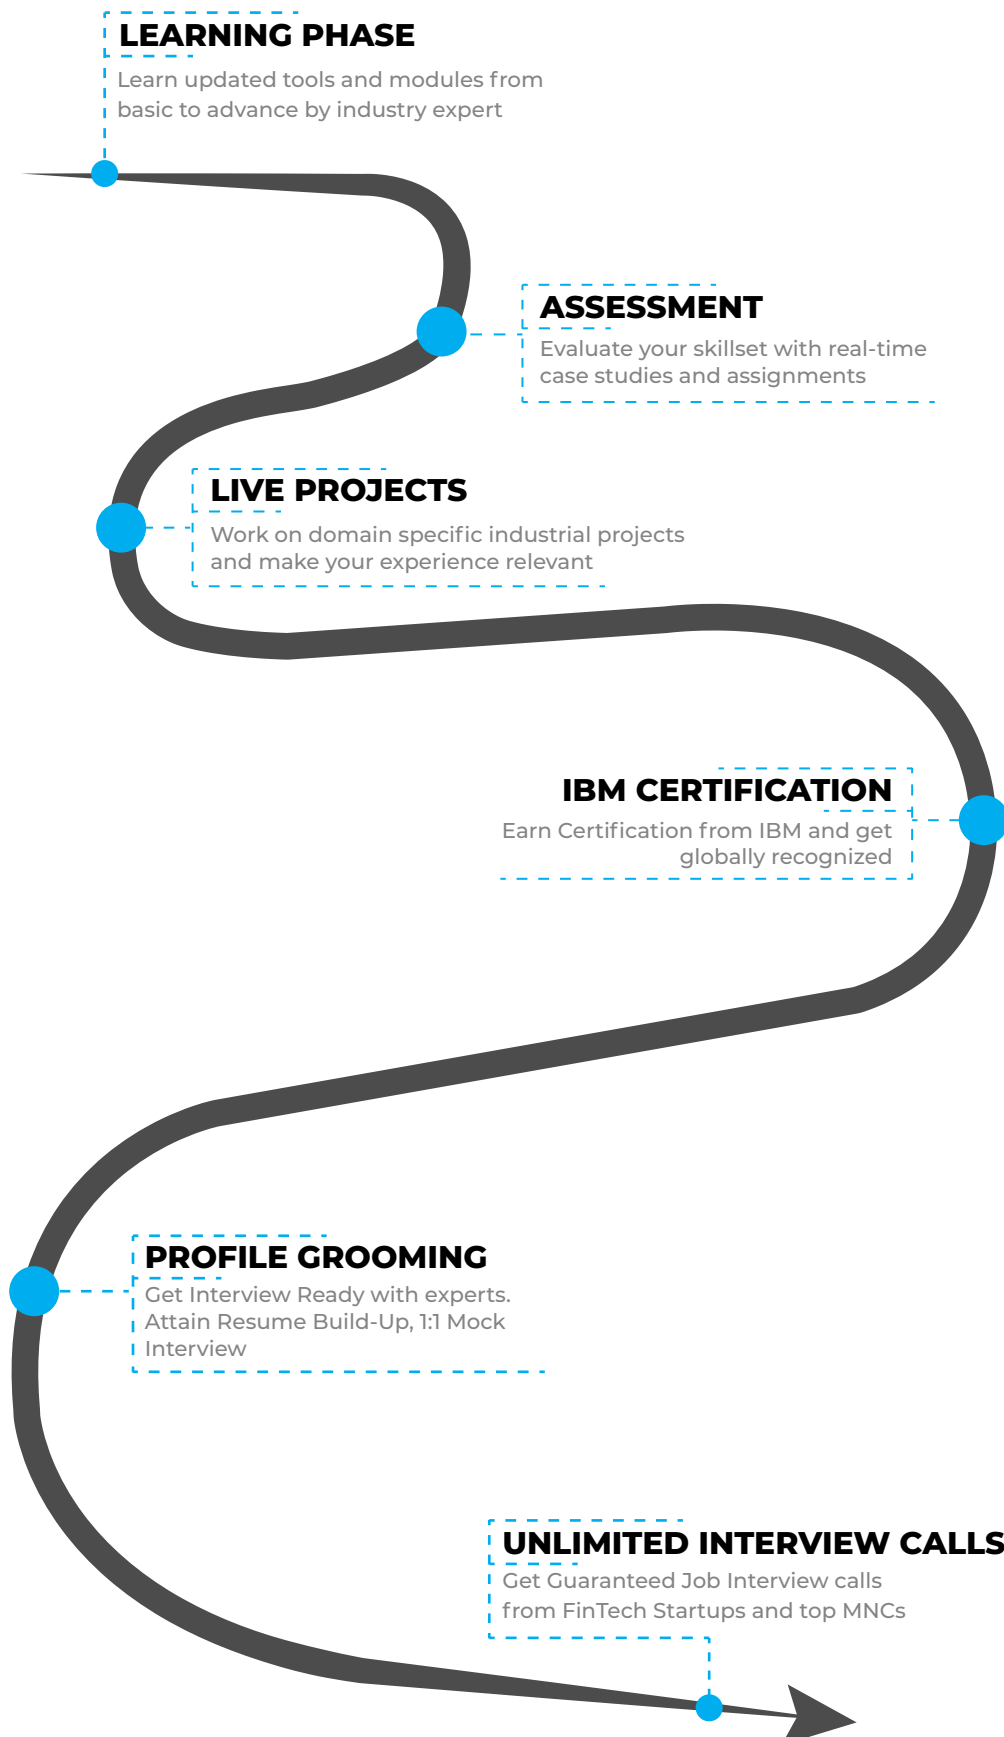 LEARNING PHASE
Learn updated tools and modules from
basic to advance by industry expert
ASSESSMENT
Evaluate your skillset with real-time
case studies and assignments
LIVE PROJECTS
Work on domain specific industrial projects
and make your experience relevant
IBM CERTIFICATION
Earn Certification from IBM and get
globally recognized
PROFILE GROOMING
Get Interview Ready with experts.
Attain Resume Build-Up, 1:1 Mock
Interview
UNLIMITED INTERVIEW CALLS
Get Guaranteed Job Interview calls
from FinTech Startups and top MNCs